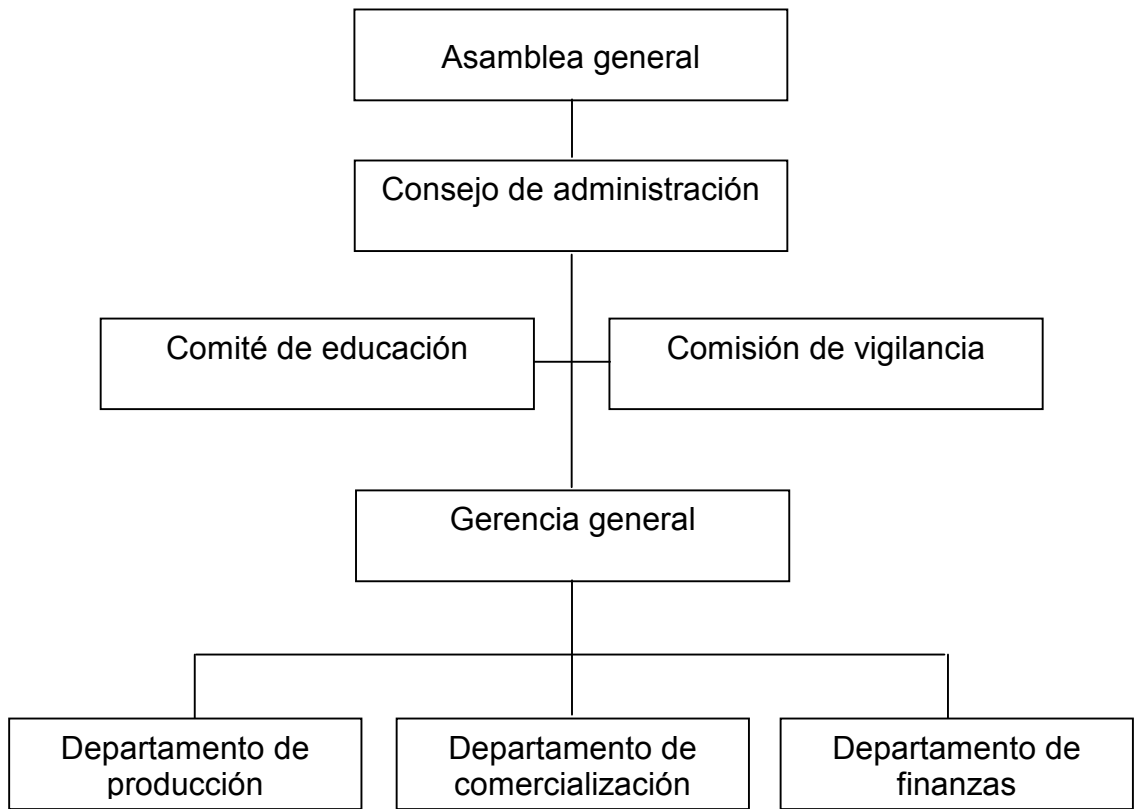 Asamblea general
Consejo de administración
Comité de educación
Comisión de vigilancia
Gerencia general
Departamento de
producción
Departamento de
comercialización
Departamento de
finanzas